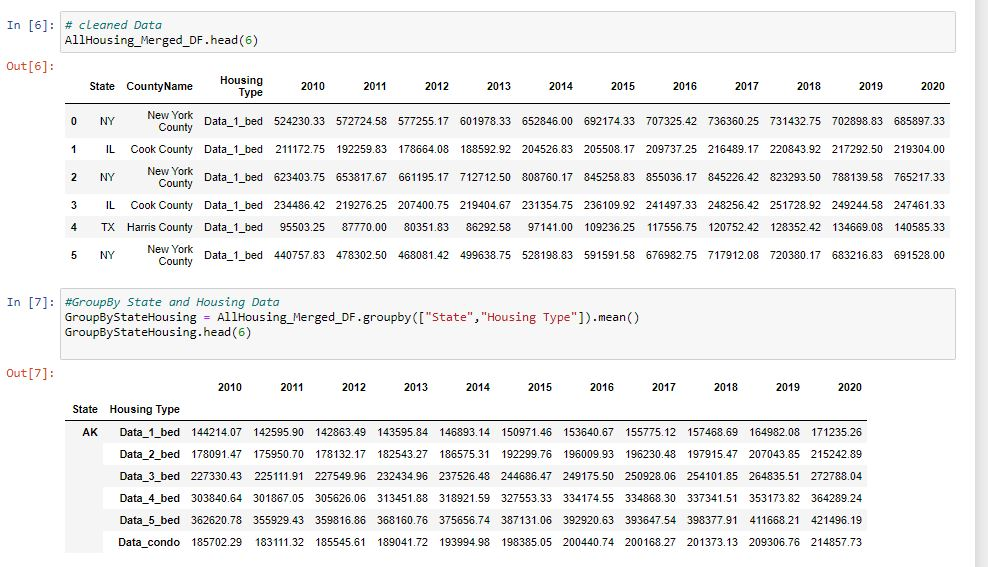 In [6]: # cleaned Data
AllHousing_Merged_DF.head(6)
Out[6]:
State CountyName Housing Type 2010 2011 2012 2013 2014 2015 2016 2017 2018 2019 2020
0 NY New York County Data_1_bed 524230.33 572724.58 577255.17 601978.33 652846.00 692174.33 707325.42 736360.25 731432.75 702898.83 685897.33
1 IL Cook County Data_1_bed 211172.75 192259.83 178664.08 188592.92 204526.83 205508.17 209737.25 216489.17 220843.92 217292.50 219304.00
2 NY New York County Data_1_bed 623403.75 653817.67 661195.17 712712.50 808760.17 845258.83 855036.17 845226.42 823293.50 788139.58 765217.33
3 IL Cook County Data_1_bed 234486.42 219276.25 207400.75 219404.67 231354.75 236109.92 241497.33 248256.42 251728.92 249244.58 247461.33
4 TX Harris County Data_1_bed 95503.25 87770.00 80351.83 86292.58 97141.00 109236.25 117556.75 120752.42 128352.42 134669.08 140585.33
5 NY New York County Data_1_bed 440757.83 478302.50 468081.42 499638.75 528198.83 591591.58 676982.75 717912.08 720380.17 683216.83 691528.00
In [7]: #GroupBy State and Housing Data
GroupByStateHousing = AllHousing_Merged_DF.groupby(["State","Housing Type"]).mean()
GroupByStateHousing.head(6)
Out[7]:
2010 2011 2012 2013 2014 2015 2016 2017 2018 2019 2020
State Housing Type
AK Data_1_bed 144214.07 142595.90 142863.49 143595.84 146893.14 150971.46 153640.67 155775.12 157468.69 164982.08 171235.26
Data_2_bed 178091.47 175950.70 178132.17 182543.27 186575.31 192299.76 196009.93 196230.48 197915.47 207043.85 215242.89
Data_3_bed 227330.43 225111.91 227549.96 232434.96 237526.48 244686.47 249175.50 250928.06 254101.85 264835.51 272788.04
Data_4_bed 303840.64 301867.05 305626.06 313451.88 318921.59 327553.33 334174.55 334868.30 337341.51 353173.82 364289.24
Data_5_bed 362620.78 355929.43 359816.86 368160.76 375656.74 387131.06 392920.63 393647.54 398377.91 411668.21 421496.19
Data_condo 185702.29 183111.32 185545.61 189041.72 193994.98 198385.05 200440.74 200168.27 201373.13 209306.76 214857.73